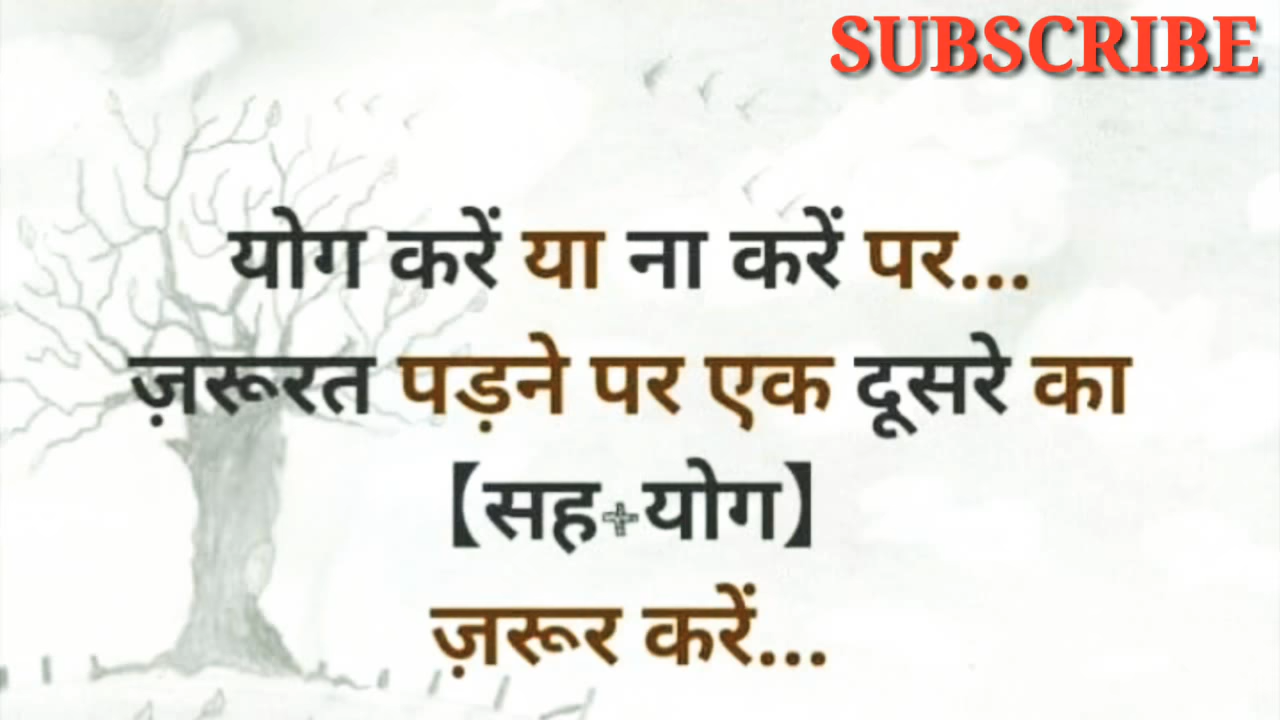 SUBSCRIBE
योग करें या ना करें पर...
ज़रूरत पड़ने पर एक दूसरे का
【सह+योग】
ज़रूर करें...